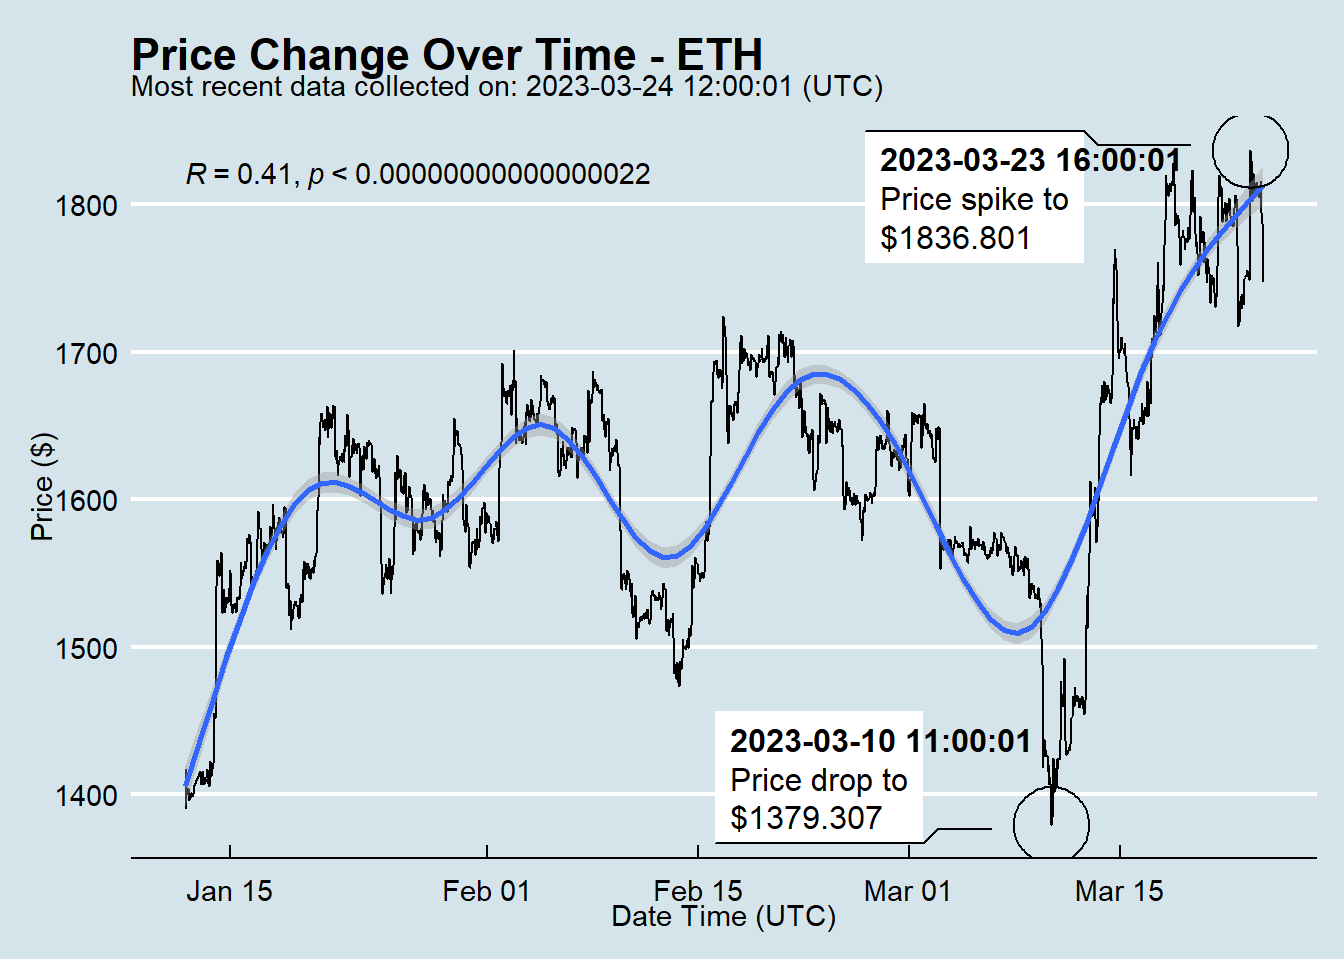 Price Change Over Time - ETH
Most recent data collected on: 2023-03-24 12:00:01 (UTC)
R = 0.41, p < 0.00000000000000022
2023-03-23 16:00:01
Price spike to
$1836.801
1800
1700
1600
1500
1400
Price ($)
2023-03-10 11:00:01
Price drop to
$1379.307
Jan 15
Feb 01
Feb 15
Mar 01
Mar 15
Date Time (UTC)